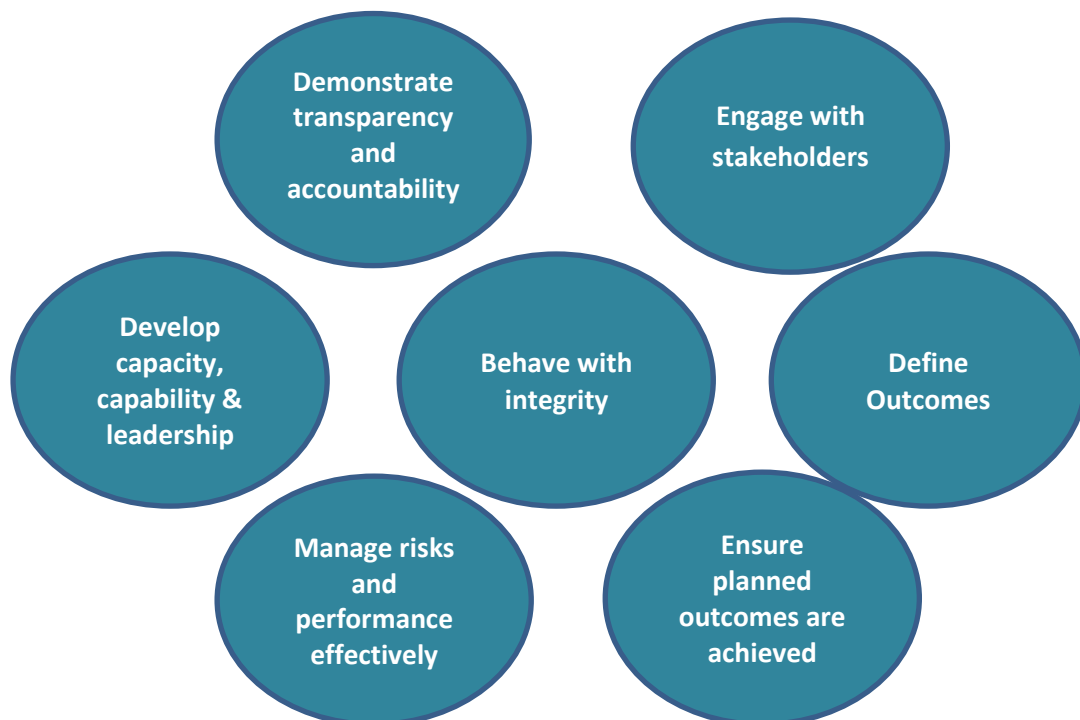 Demonstrate
transparency
and
accountability
Engage with
stakeholders
Develop
capacity,
capability &
leadership
Behave with
integrity
Define
Outcomes
Manage risks
and
performance
effectively
Ensure
planned
outcomes are
achieved